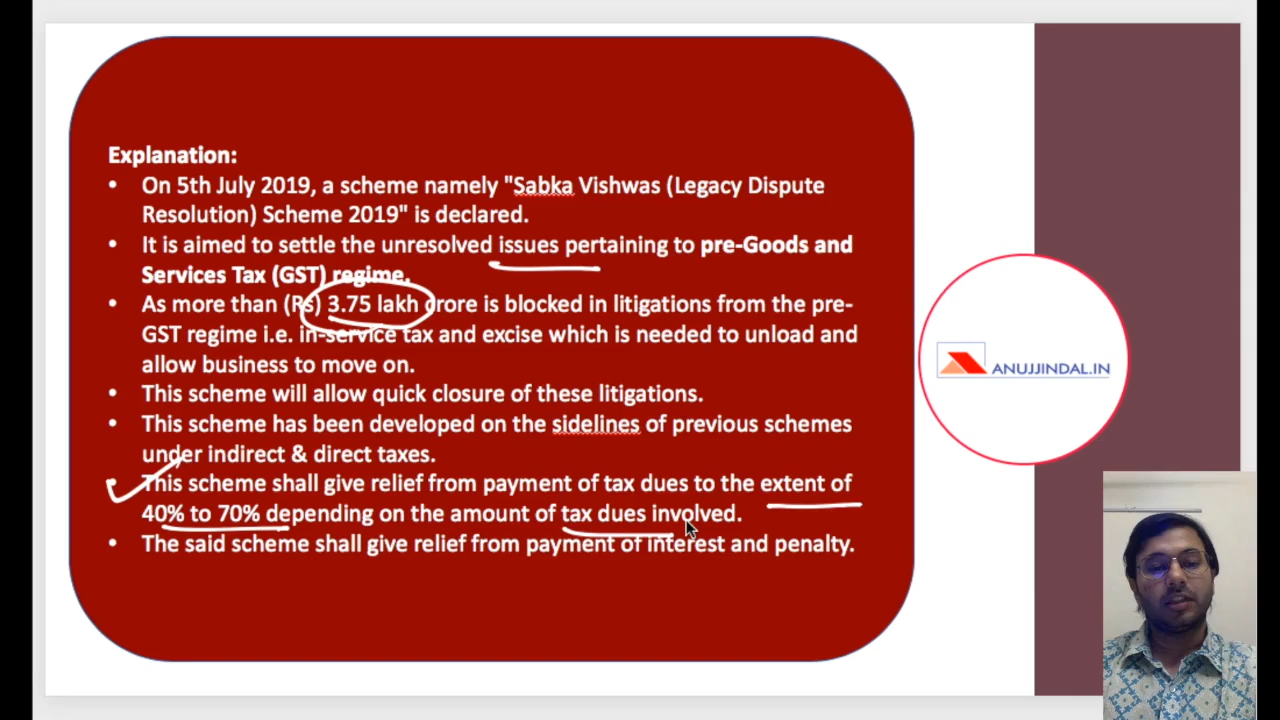 Explanation:
• On 5th July 2019, a scheme namely "Sabka Vishwas (Legacy Dispute
Resolution) Scheme 2019" is declared.
• It is aimed to settle the unresolved issues pertaining to pre-Goods and
Services Tax (GST) regime.
• As more than (Rs) 3.75 lakh crore is blocked in litigations from the pre-
GST regime i.e. in-service tax and excise which is needed to unload and
allow business to move on.
• This scheme will allow quick closure of these litigations.
• This scheme has been developed on the sidelines of previous schemes
under indirect & direct taxes.
• This scheme shall give relief from payment of tax dues to the extent of
40% to 70% depending on the amount of tax dues involved.
• The said scheme shall give relief from payment of interest and penalty.
ANUJJINDAL.IN